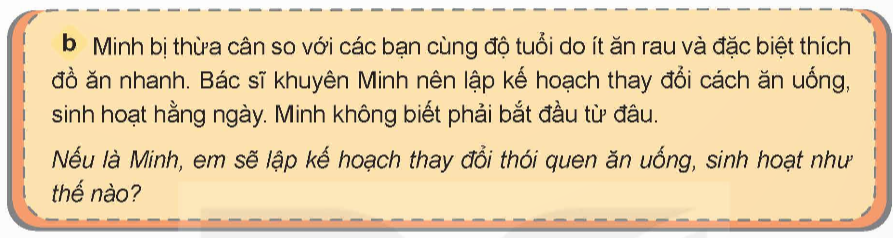 b Minh bị thừa cân so với các bạn cùng độ tuổi do ít ăn rau và đặc biệt thích
đồ ăn nhanh. Bác sĩ khuyên Minh nên lập kế hoạch thay đổi cách ăn uống,
sinh hoạt hằng ngày. Minh không biết phải bắt đầu từ đâu.
Nếu là Minh, em sẽ lập kế hoạch thay đổi thói quen ăn uống, sinh hoạt như
thế nào?